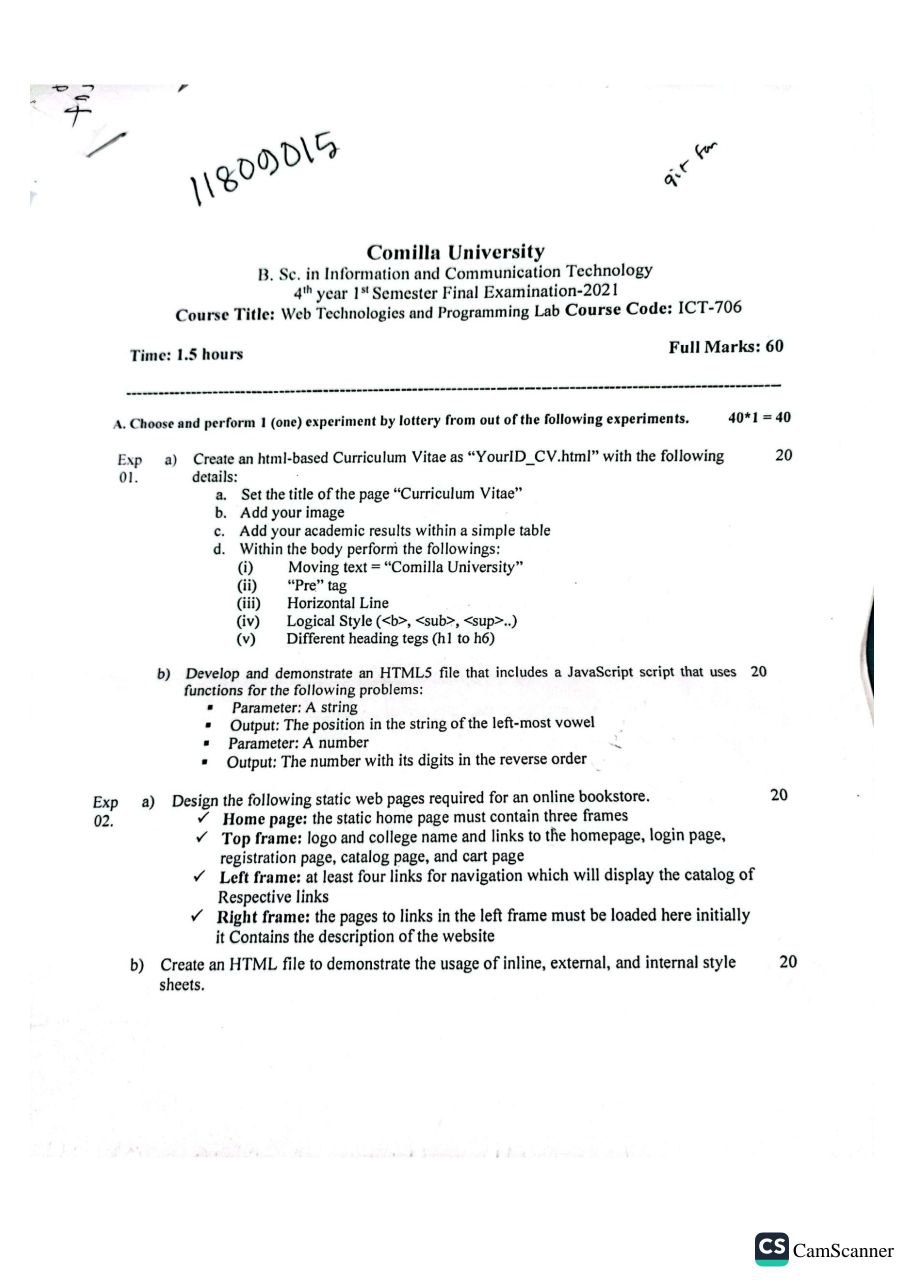 11809015
Comilla University
B. Sc. in Information and Communication Technology
4th year 1st Semester Final Examination-2021
Course Title: Web Technologies and Programming Lab Course Code: ICT-706
Time: 1.5 hours Full Marks: 60
A. Choose and perform 1 (one) experiment by lottery from out of the following experiments. 40*1 = 40
Exp 01. a) Create an html-based Curriculum Vitae as “YourID_CV.html” with the following 20
details:
a. Set the title of the page “Curriculum Vitae”
b. Add your image
c. Add your academic results within a simple table
d. Within the body perform the followings:
(i) Moving text = “Comilla University”
(ii) “Pre” tag
(iii) Horizontal Line
(iv) Logical Style (<b>, <sub>, <sup>..)
(v) Different heading tegs (h1 to h6)
b) Develop and demonstrate an HTML5 file that includes a JavaScript script that uses 20
functions for the following problems:
▪ Parameter: A string
▪ Output: The position in the string of the left-most vowel
▪ Parameter: A number
▪ Output: The number with its digits in the reverse order
Exp 02. a) Design the following static web pages required for an online bookstore. 20
✓ Home page: the static home page must contain three frames
✓ Top frame: logo and college name and links to the homepage, login page,
registration page, catalog page, and cart page
✓ Left frame: at least four links for navigation which will display the catalog of
Respective links
✓ Right frame: the pages to links in the left frame must be loaded here initially
it Contains the description of the website
b) Create an HTML file to demonstrate the usage of inline, external, and internal style 20
sheets.
CS CamScanner